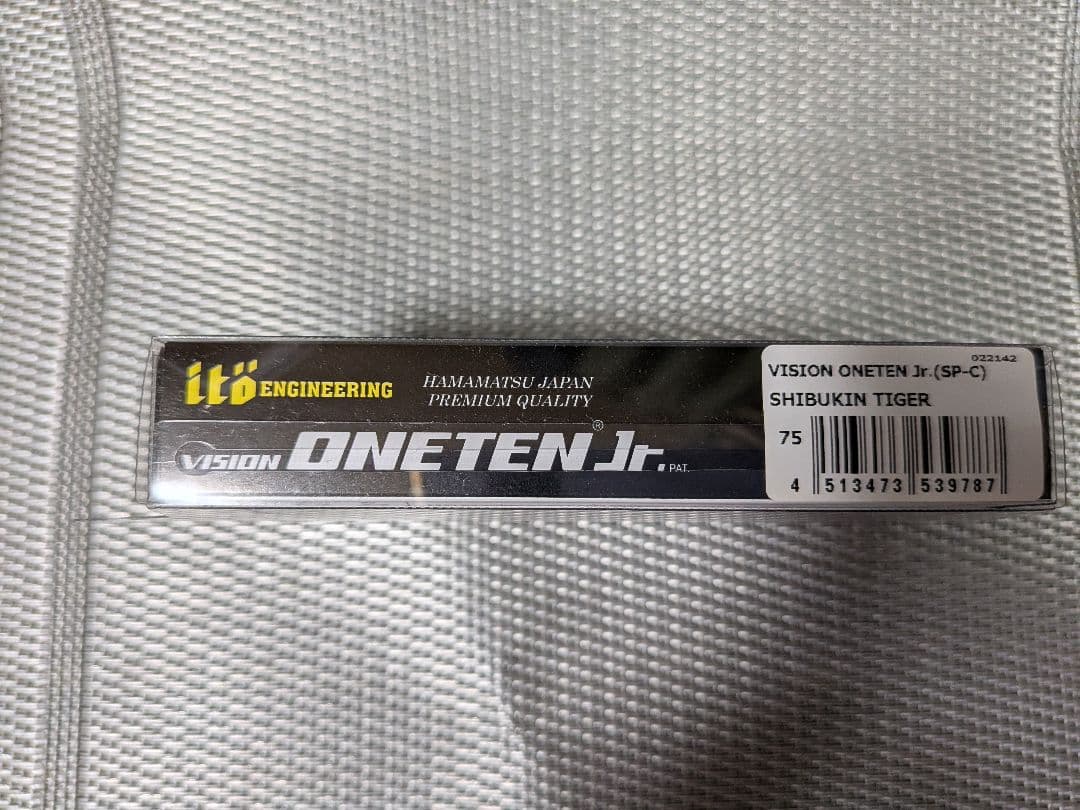 itö ENGINEERING
HAMAMATSU JAPAN
PREMIUM QUALITY
VISION ONETEN® Jr. PAT.
022142
VISION ONETEN Jr.(SP-C)
SHIBUKIN TIGER
75
4 513473 539787